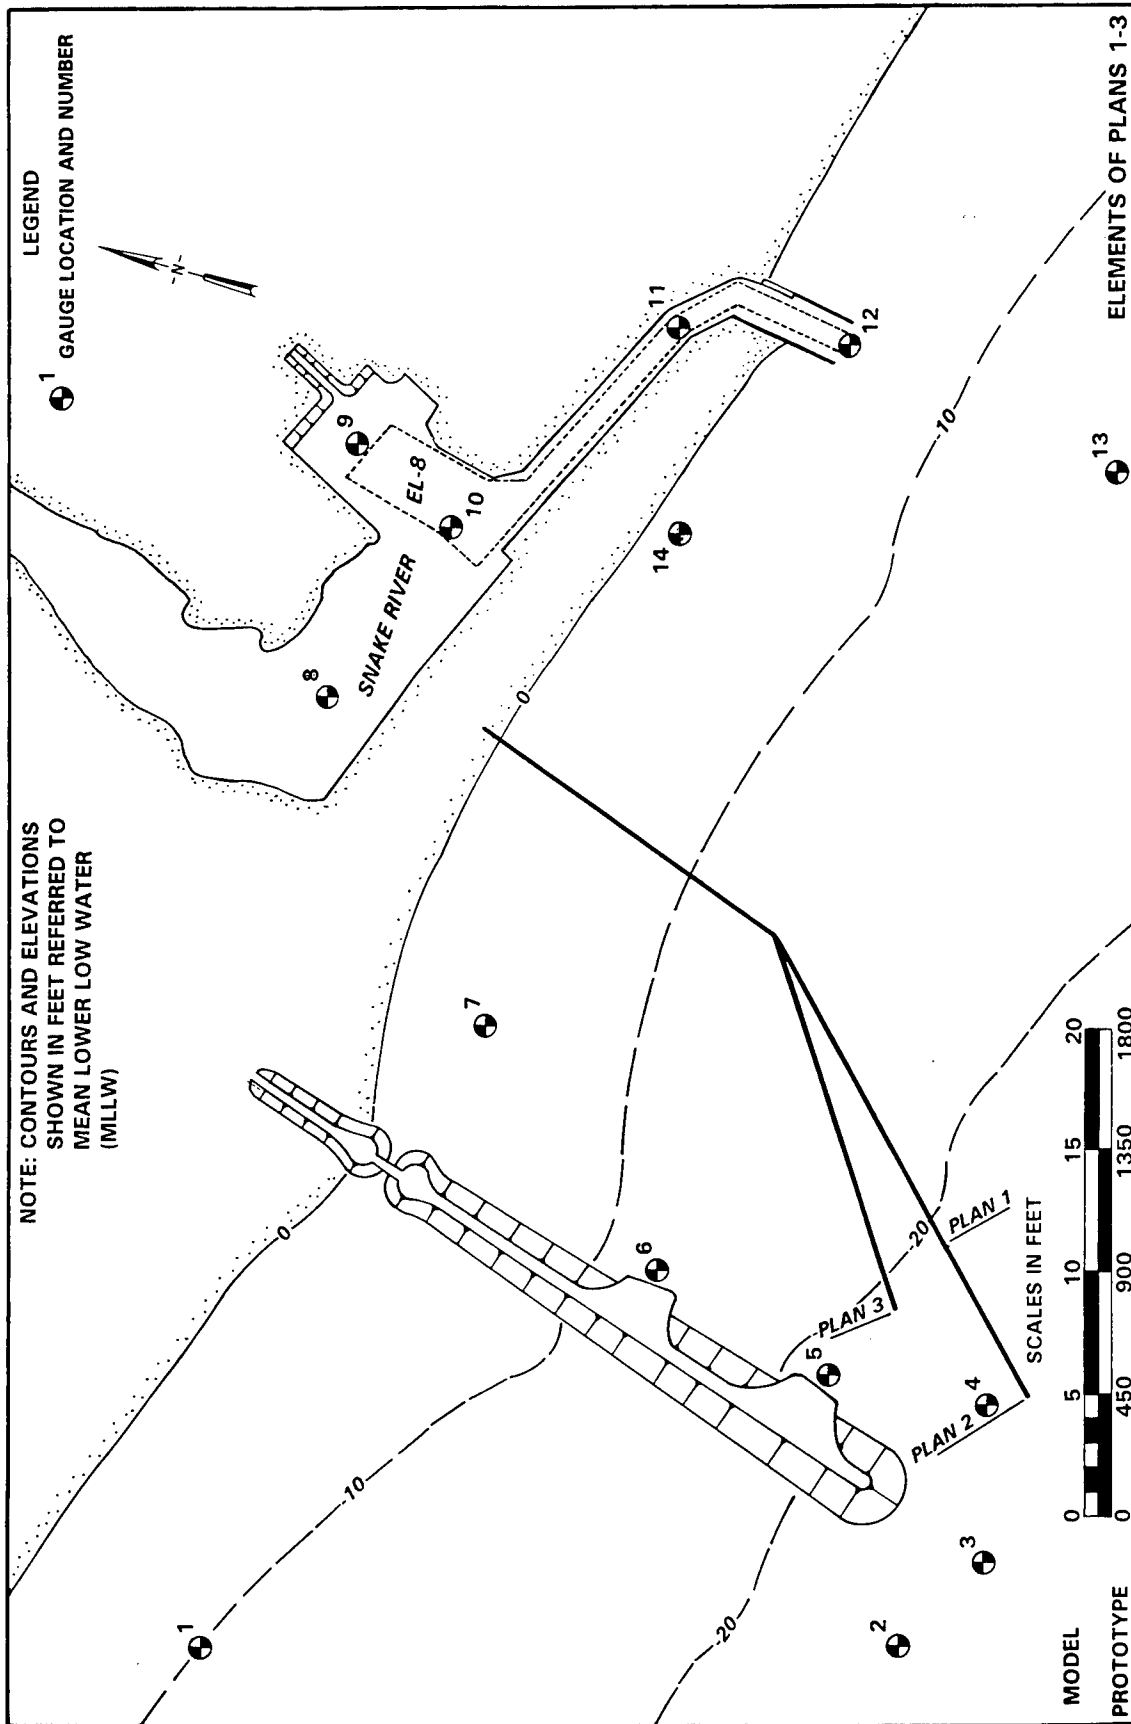 NOTE: CONTOURS AND ELEVATIONS
SHOWN IN FEET REFERRED TO
MEAN LOWER LOW WATER
(MLLW)
LEGEND
1
GAUGE LOCATION AND NUMBER
-N-
1
2
3
4
5
6
7
8
9
10
11
12
13
14
EL-8
SNAKE RIVER
0
0
-10
-10
-20
-20
PLAN 1
PLAN 2
PLAN 3
SCALES IN FEET
MODEL 0 5 10 15 20
PROTOTYPE 0 450 900 1350 1800
ELEMENTS OF PLANS 1-3